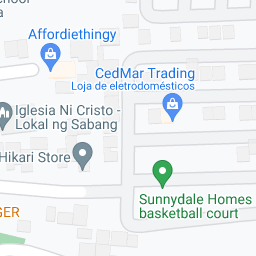 Affordiethingy
CedMar Trading
Loja de eletrodomésticos
Iglesia Ni Cristo -
Lokal ng Sabang
Hikari Store
Sunnydale Homes
basketball court